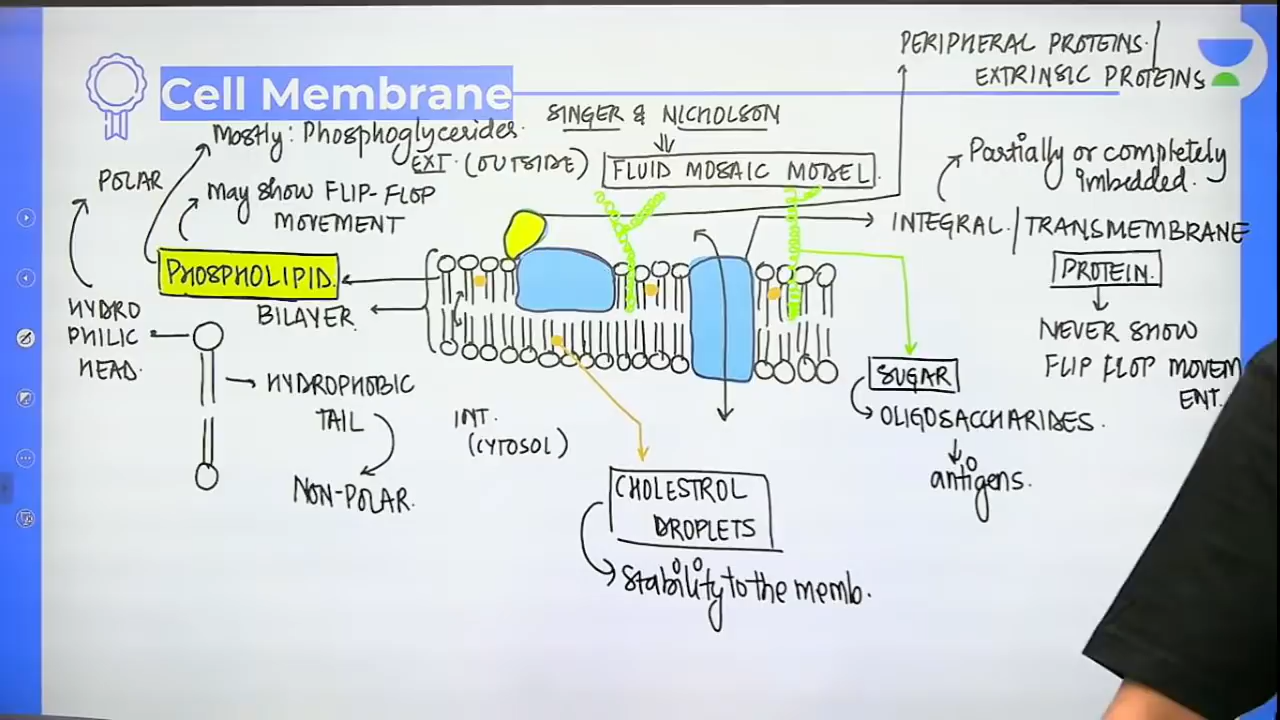 PERIPHERAL PROTEINS /
EXTRINSIC PROTEINS
Cell Membrane
SINGER & NICHOLSON
Mostly: Phosphoglycerides.
EXT. (OUTSIDE)
FLUID MOSAIC MODEL.
Partially or completely
imbedded.
POLAR
May show FLIP-FLOP
MOVEMENT
INTEGRAL / TRANSMEMBRANE
PROTEIN.
PHOSPHOLIPID.
BILAYER
HYDRO
PHILIC
HEAD.
NEVER SHOW
FLIP FLOP MOVEM
ENT.
HYDROPHOBIC
TAIL
NON-POLAR.
INT.
(CYTOSOL)
SUGAR
OLIGOSACCHARIDES.
antigens.
CHOLESTROL
DROPLETS
Stability to the memb.